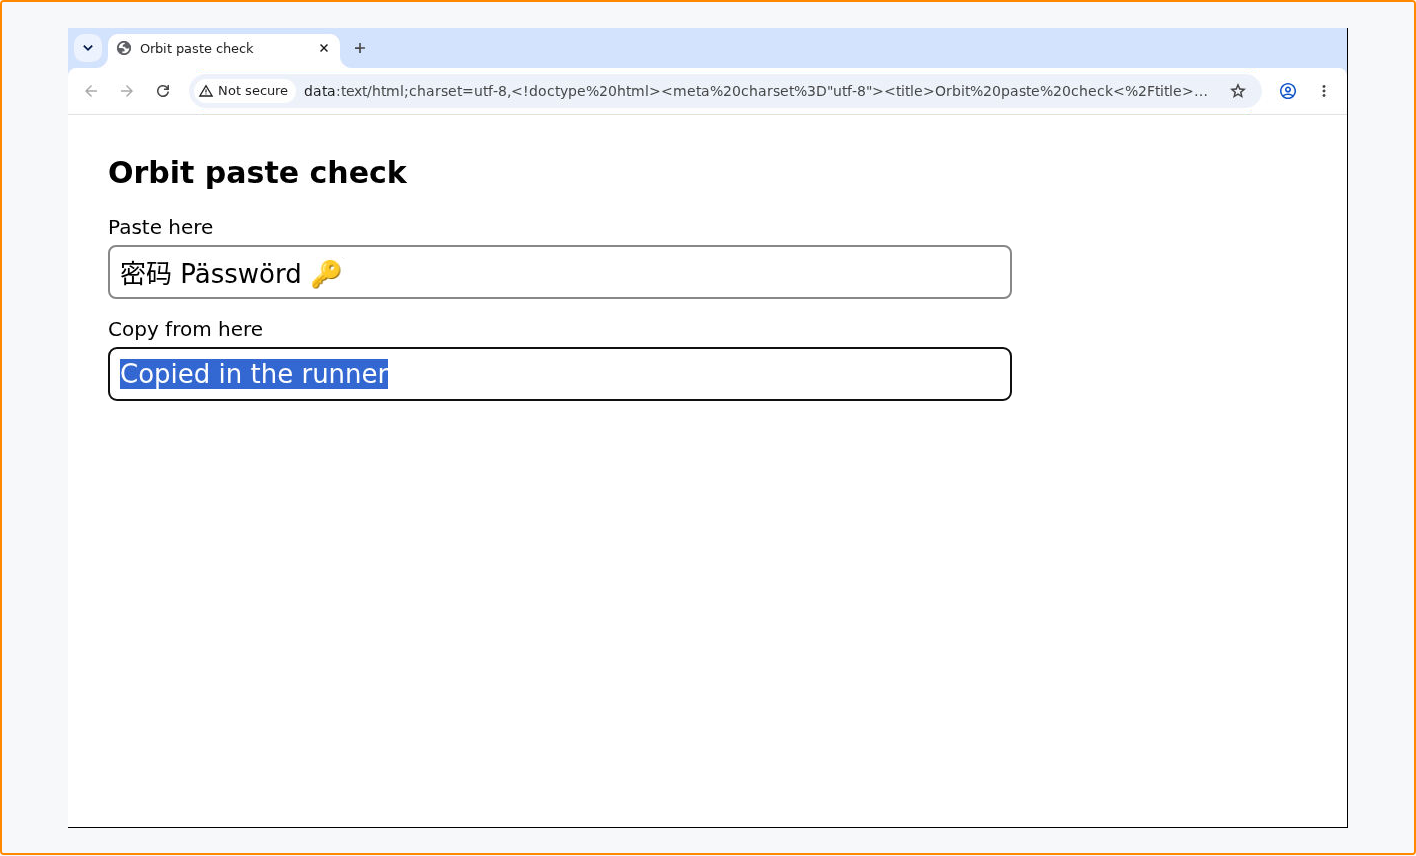 Orbit paste check
Not secure
data:text/html;charset=utf-8,<!doctype%20html><meta%20charset%3D"utf-8"><title>Orbit%20paste%20check<%2Ftitle>...
Orbit paste check
Paste here
密码 Pässwörd 🔑
Copy from here
Copied in the runner